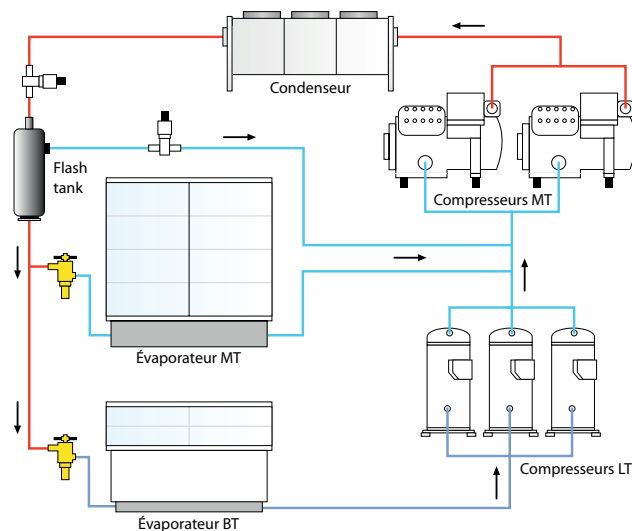 Condenseur
Flash
tank
Compresseurs MT
Évaporateur MT
Compresseurs LT
Évaporateur BT